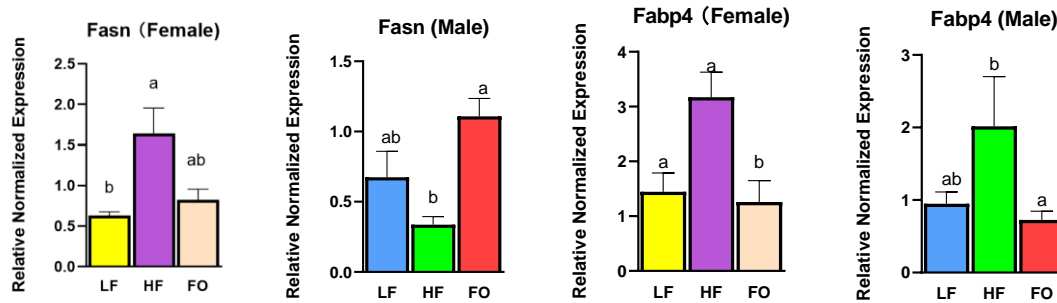 Fasn (Female)
Relative Normalized Expression
2.5
2.0
1.5
1.0
0.5
0.0
b
a
ab
LF HF FO
Fasn (Male)
Relative Normalized Expression
1.5
1.0
0.5
0.0
ab
b
a
LF HF FO
Fabp4 (Female)
Relative Normalized Expression
4
3
2
1
0
a
a
b
LF HF FO
Fabp4 (Male)
Relative Normalized Expression
3
2
1
0
ab
b
a
LF HF FO